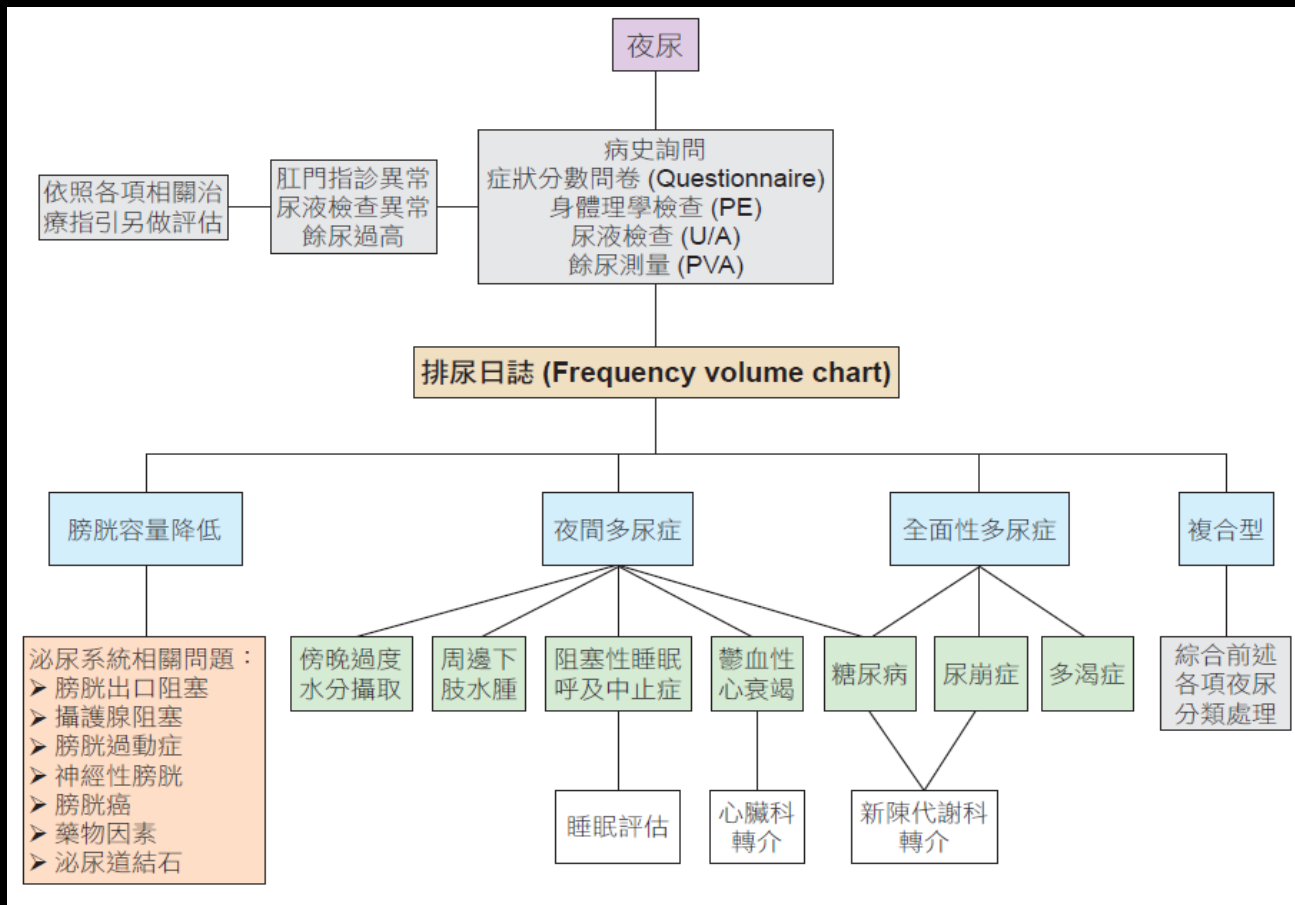 夜尿
病史詢問
症狀分數問卷 (Questionnaire)
身體理學檢查 (PE)
尿液檢查 (U/A)
餘尿測量 (PVA)
肛門指診異常
尿液檢查異常
餘尿過高
依照各項相關治
療指引另做評估
排尿日誌 (Frequency volume chart)
膀胱容量降低
夜間多尿症
全面性多尿症
複合型
泌尿系統相關問題：
➤ 膀胱出口阻塞
➤ 攝護腺阻塞
➤ 膀胱過動症
➤ 神經性膀胱
➤ 膀胱癌
➤ 藥物因素
➤ 泌尿道結石
傍晚過度
水分攝取
周邊下
肢水腫
阻塞性睡眠
呼及中止症
鬱血性
心衰竭
糖尿病
尿崩症
多渴症
綜合前述
各項夜尿
分類處理
睡眠評估
心臟科
轉介
新陳代謝科
轉介